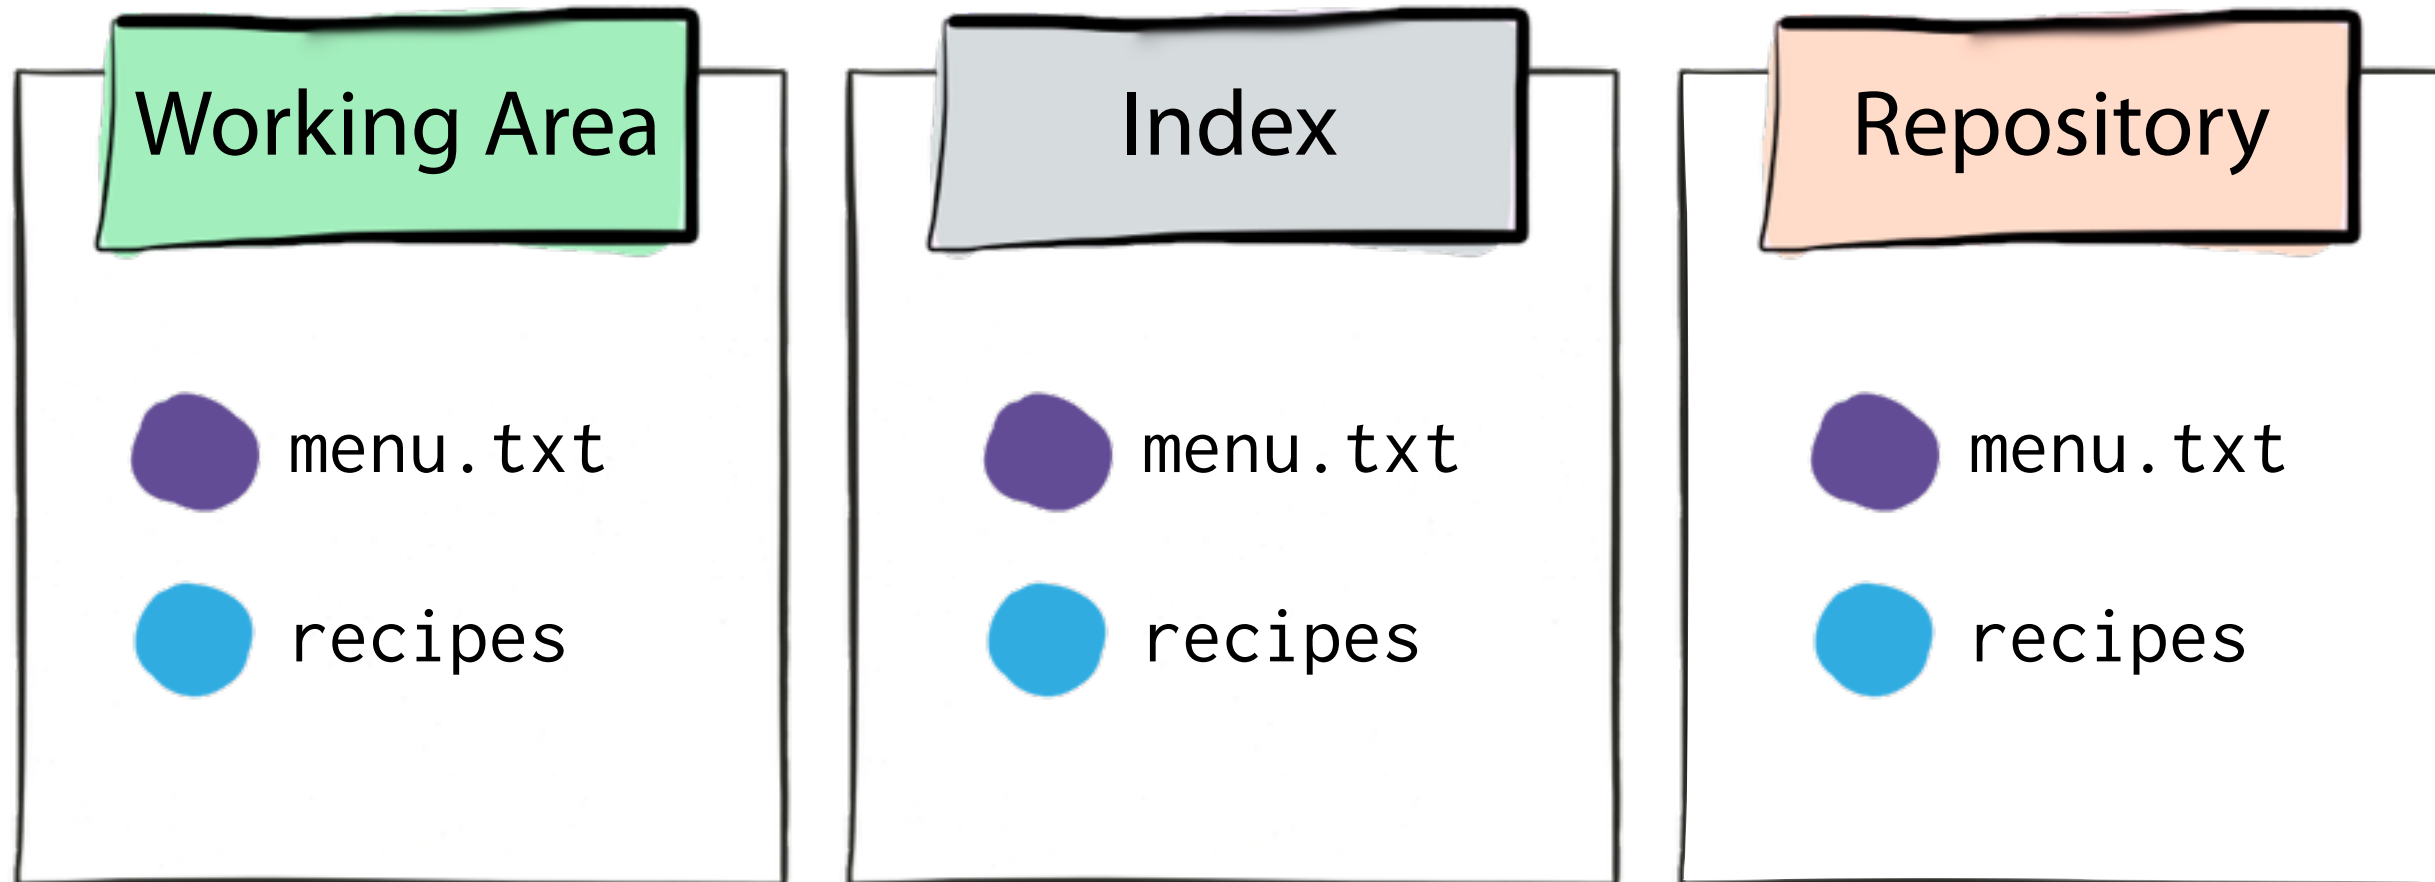 Working Area
Index
Repository
menu.txt
menu.txt
menu.txt
recipes
recipes
recipes